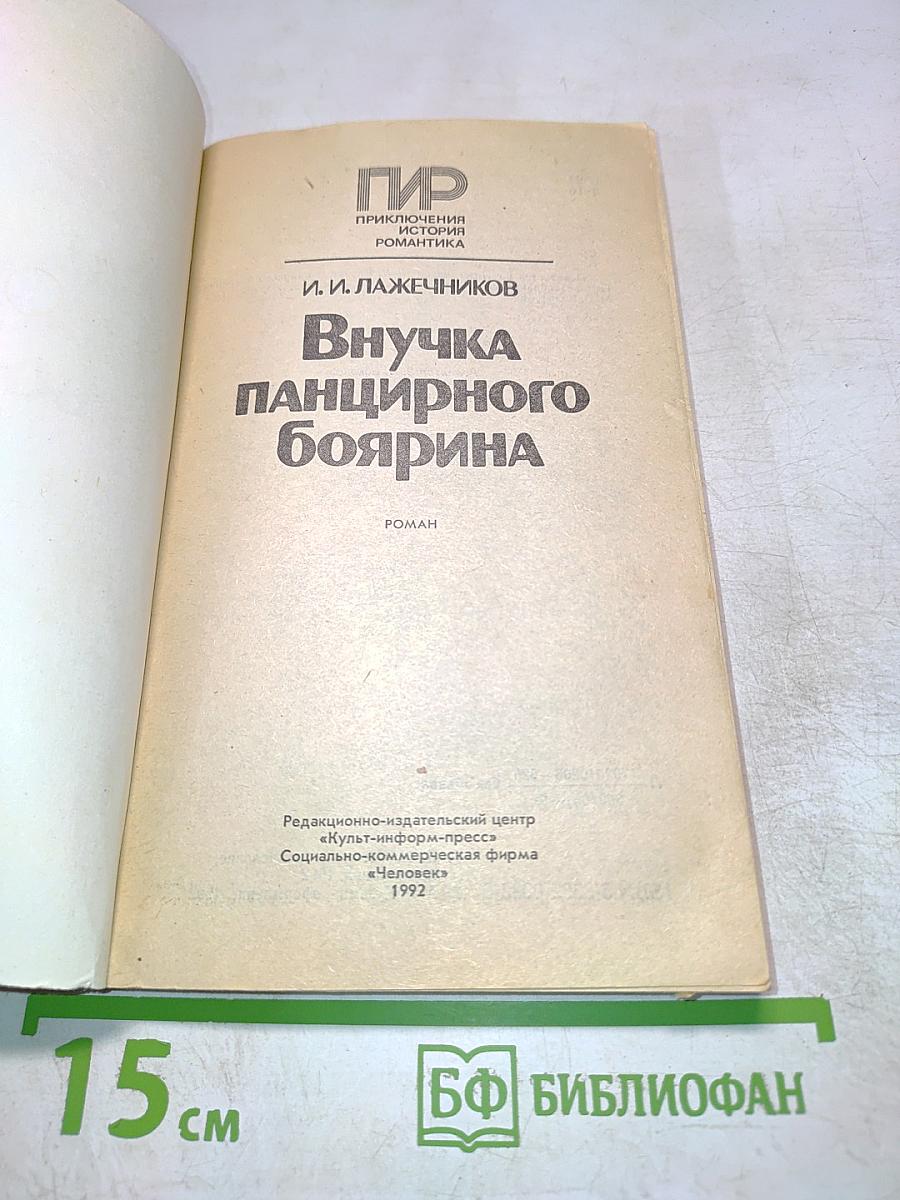 ПИР
ПРИКЛЮЧЕНИЯ
ИСТОРИЯ
РОМАНТИКА
И. И. ЛАЖЕЧНИКОВ
Внучка
панцирного
боярина
РОМАН
Редакционно-издательский центр
«Культ-информ-пресс»
Социально-коммерческая фирма
«Человек»
1992
15 см
БФ БИБЛИОФАН